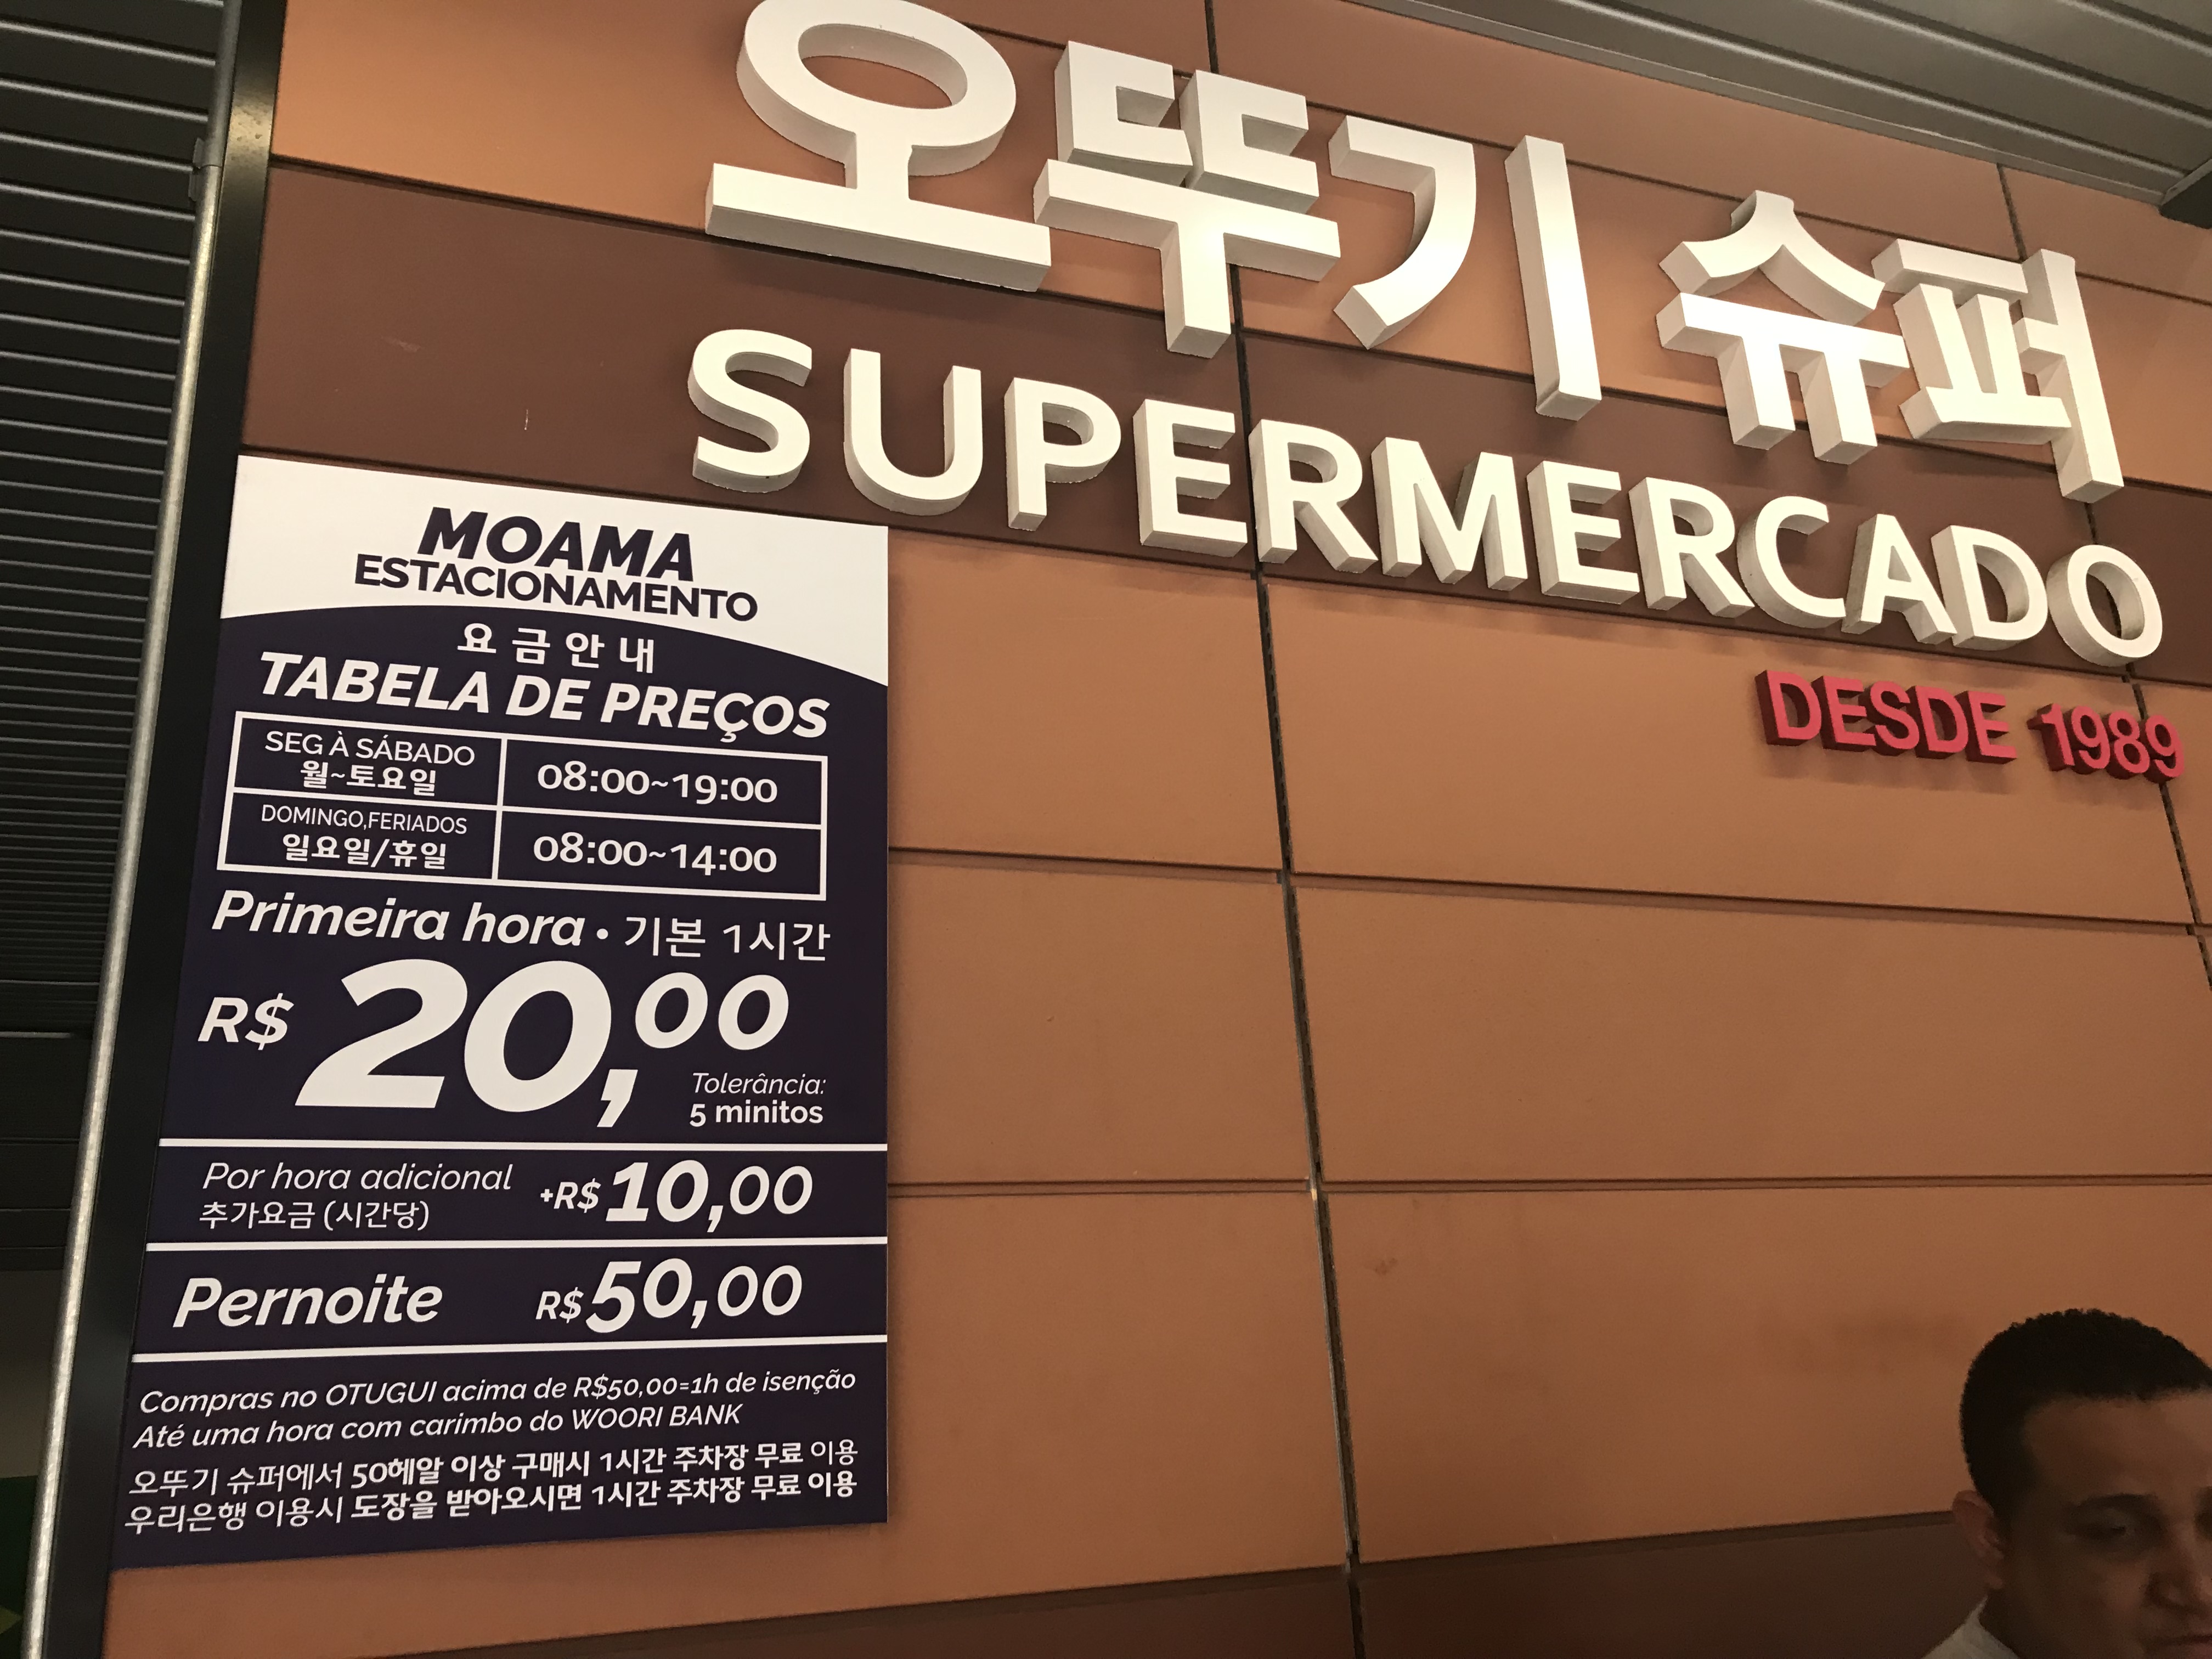 오뚜기 슈퍼
SUPERMERCADO
DESDE 1989
MOAMA
ESTACIONAMENTO
요금안내
TABELA DE PREÇOS
SEG À SÁBADO
월~토요일
08:00~19:00
DOMINGO,FERIADOS
일요일/휴일
08:00~14:00
Primeira hora • 기본 1시간
R$ 20,00
Tolerância:
5 minitos
Por hora adicional
추가요금 (시간당)
+R$ 10,00
Pernoite R$ 50,00
Compras no OTUGUI acima de R$50,00=1h de isenção
Até uma hora com carimbo do WOORI BANK
오뚜기 슈퍼에서 50헤알 이상 구매시 1시간 주차장 무료 이용
우리은행 이용시 도장을 받아오시면 1시간 주차장 무료 이용